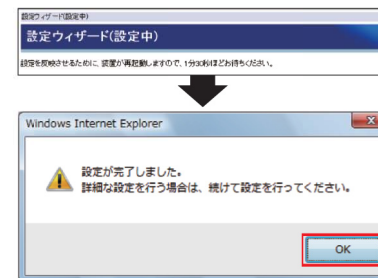 設定ウィザード(設定中)
設定ウィザード(設定中)
設定を反映させるために、装置が再起動しますので、1分30秒ほどお待ちください。
Windows Internet Explorer
設定が完了しました。
詳細な設定を行う場合は、続けて設定を行ってください。
OK